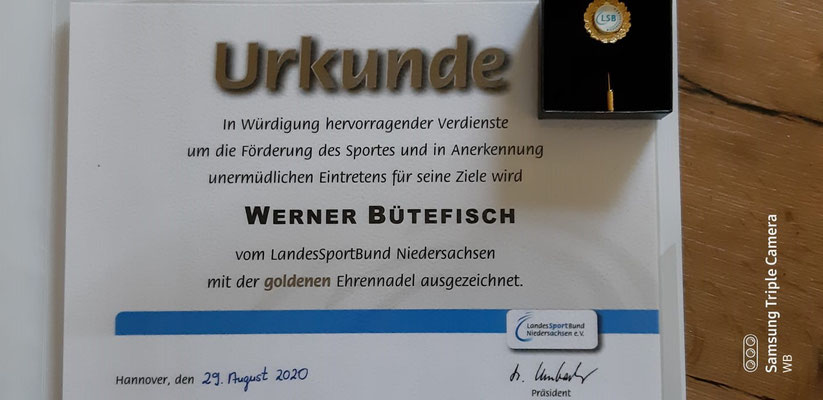 Urkunde
LSB
In Würdigung hervorragender Verdienste
um die Förderung des Sportes und in Anerkennung
unermüdlichen Eintretens für seine Ziele wird
WERNER BÜTEFISCH
vom LandesSportBund Niedersachsen
mit der goldenen Ehrennadel ausgezeichnet.
LandesSportBund
Niedersachsen e.V.
Hannover, den 29. August 2020
Präsident
Samsung Triple Camera
WB